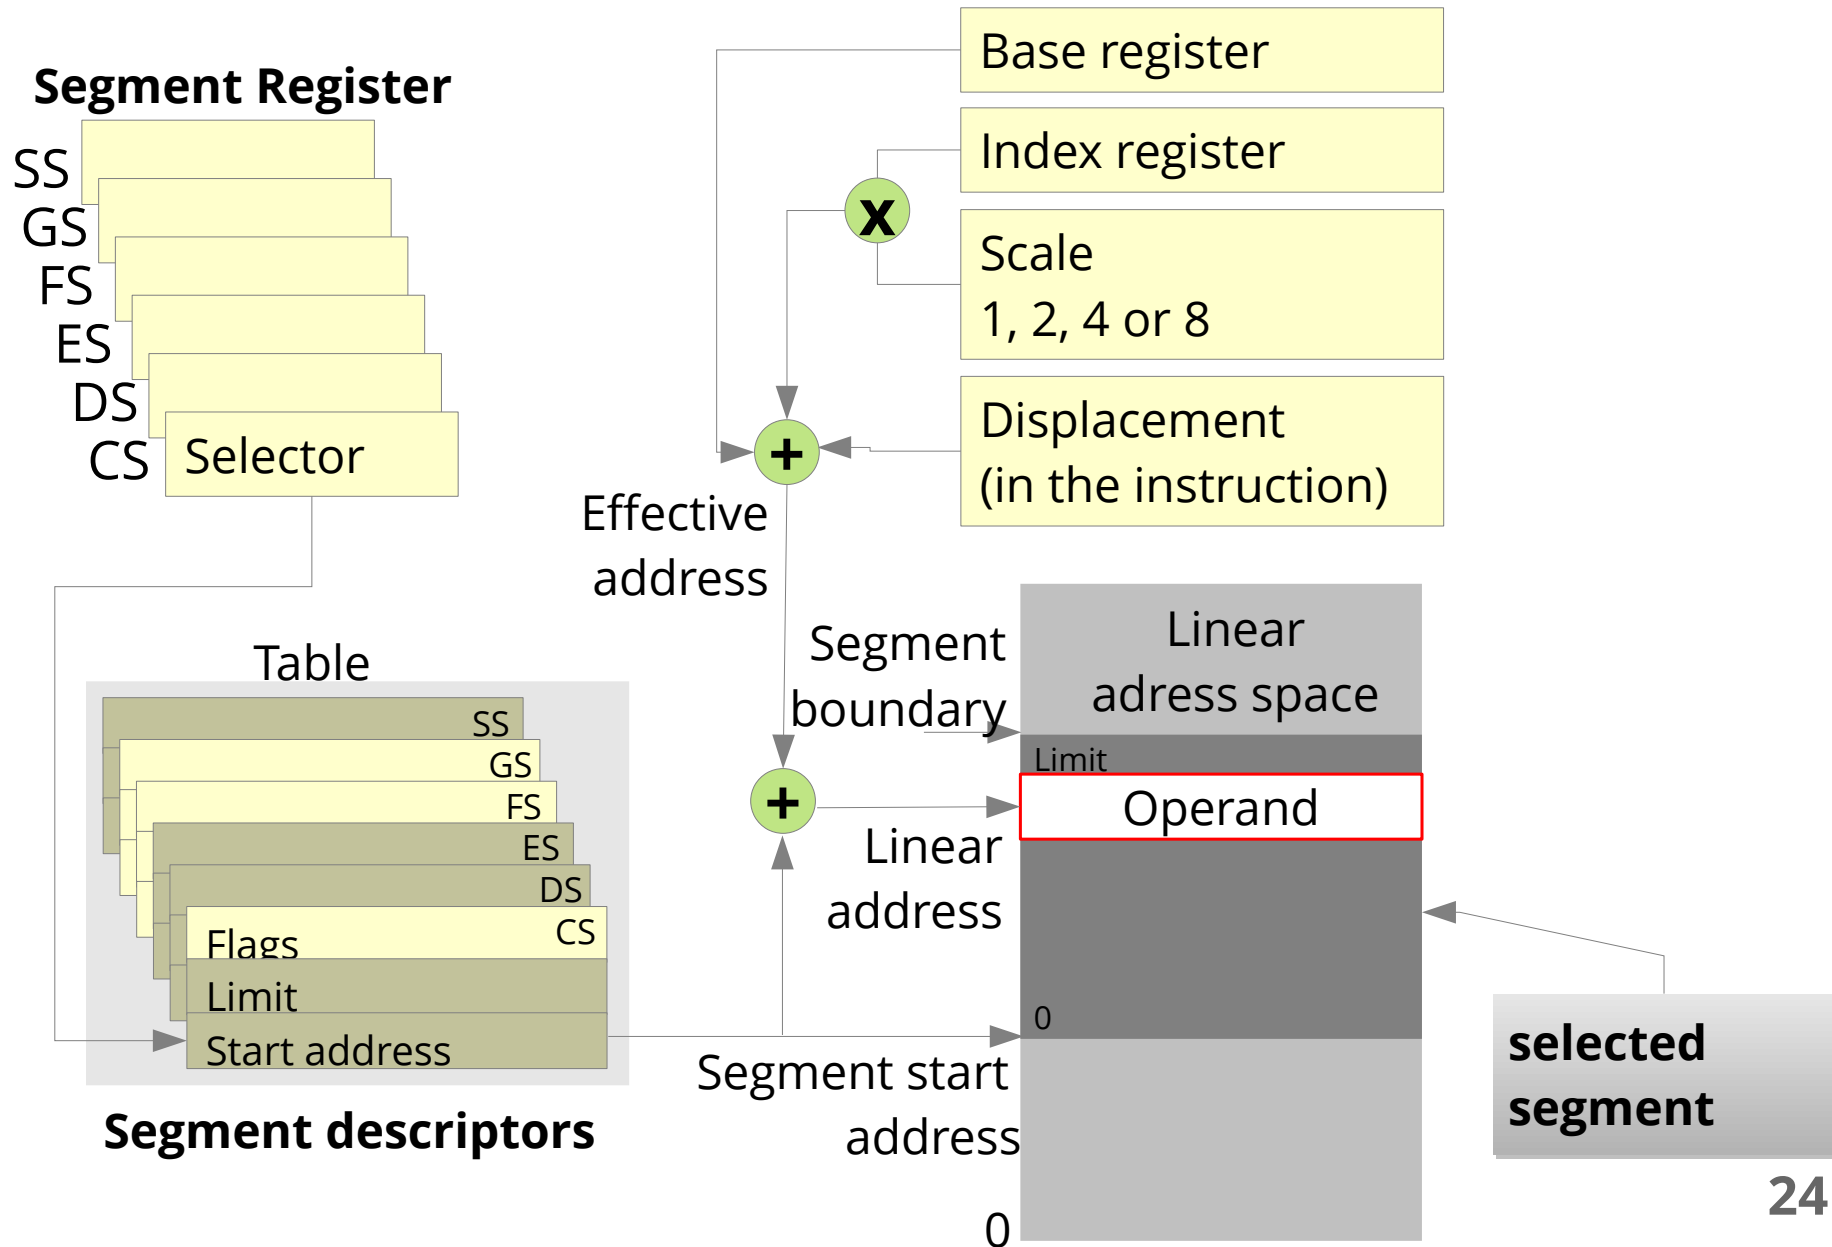 Segment Register
SS
GS
FS
ES
DS
CS
Selector
Base register
Index register
x
Scale
1, 2, 4 or 8
Displacement
(in the instruction)
+
Effective
address
Table
SS
GS
FS
ES
DS
CS
Flags
Limit
Start address
Segment descriptors
Segment
boundary
+
Linear
address
Segment start
address
Linear
adress space
Limit
Operand
0
0
selected
segment
24